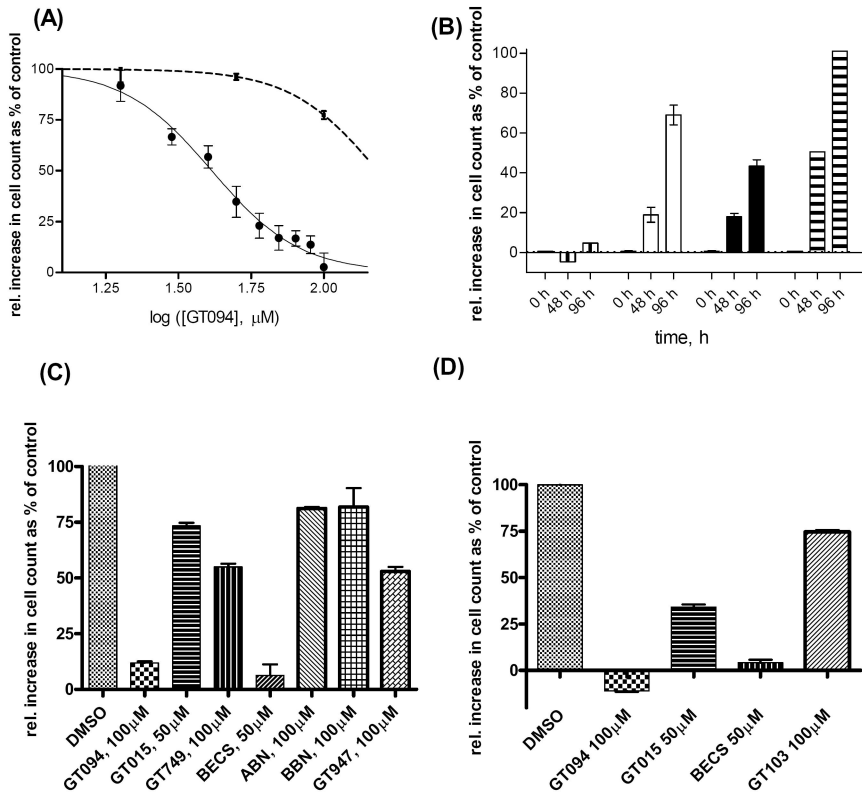 (A)
rel. increase in cell count as % of control
100
75
50
25
0
1.25
1.50
1.75
2.00
log ([GT094], μM)
(B)
rel. increase in cell count as % of control
100
80
60
40
20
0
0 h
48 h
96 h
0 h
48 h
96 h
0 h
48 h
96 h
0 h
48 h
96 h
time, h
(C)
rel. increase in cell count as % of control
100
75
50
25
0
DMSO
GT094, 100μM
GT015, 50μM
GT749, 100μM
BECS, 50μM
ABN, 100μM
BBN, 100μM
GT947, 100μM
(D)
rel. increase in cell count as % of control
100
75
50
25
0
DMSO
GT094 100μM
GT015 50μM
BECS 50μM
GT103 100μM